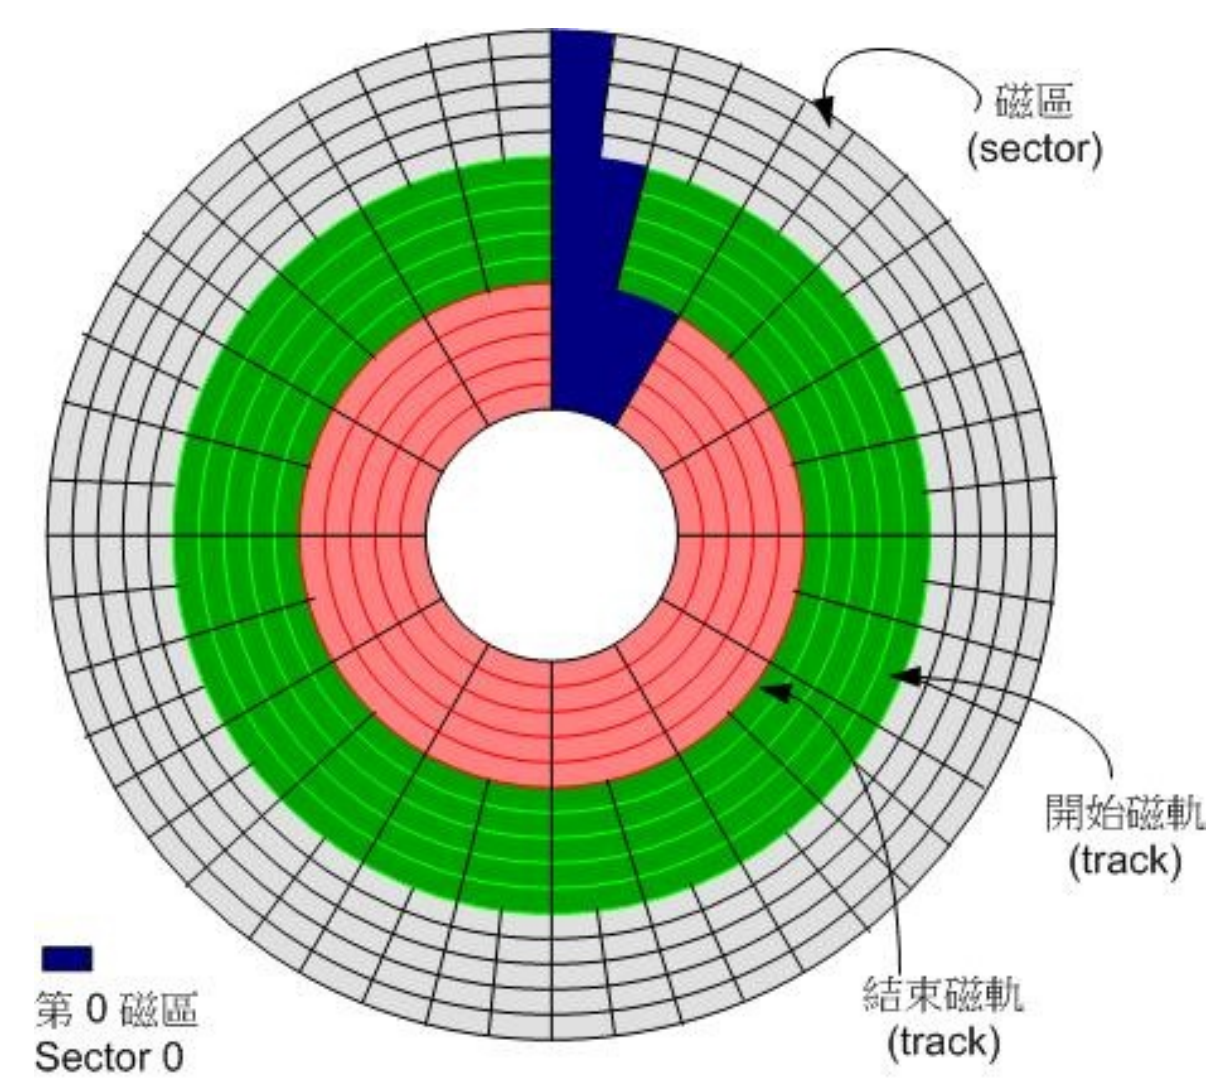 磁區
(sector)
開始磁軌
(track)
結束磁軌
(track)
第 0 磁區
Sector 0